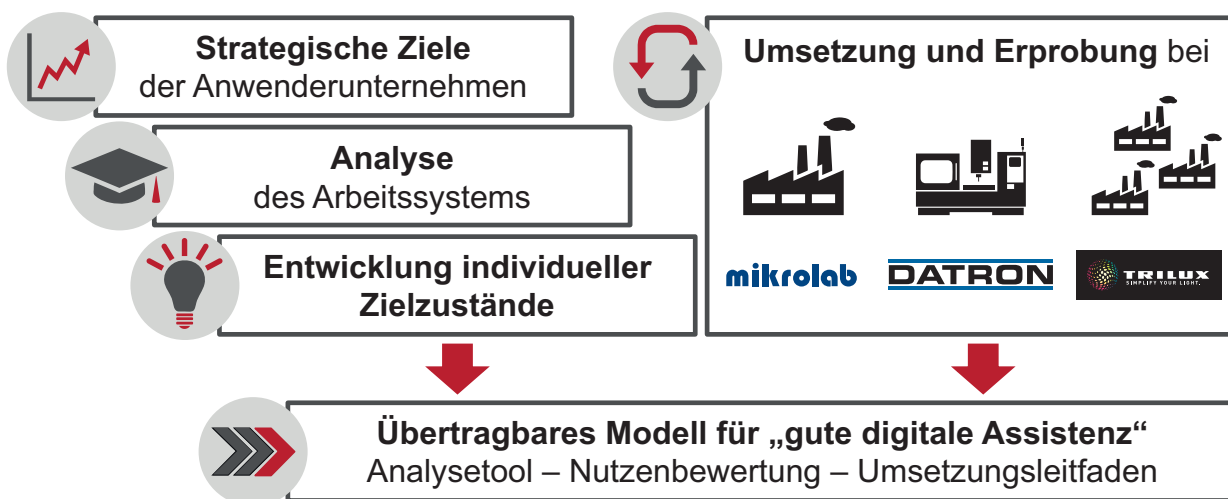 Strategische Ziele
der Anwenderunternehmen
Analyse
des Arbeitssystems
Entwicklung individueller
Zielzustände
Umsetzung und Erprobung bei
mikrolab
DATRON
TRILUX
SIMPLIFY YOUR LIGHT.
Übertragbares Modell für „gute digitale Assistenz“
Analysetool – Nutzenbewertung – Umsetzungsleitfaden